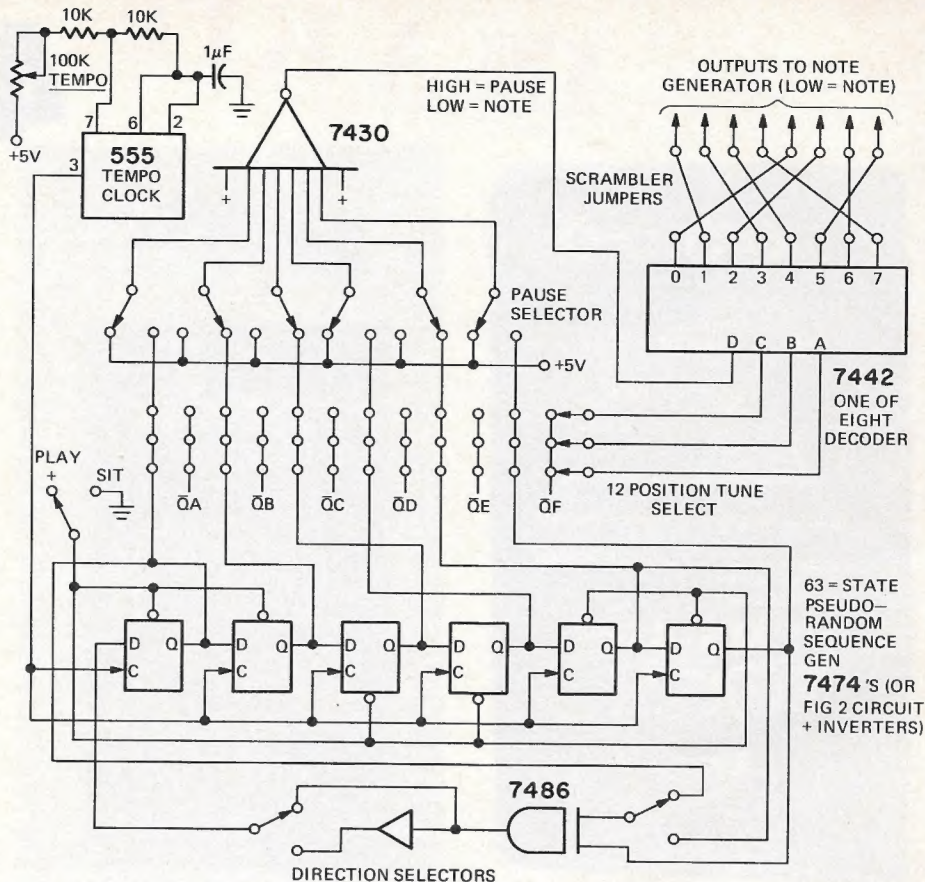 10K
10K
1μF
100K
TEMPO
+5V
7
6
2
3
555
TEMPO
CLOCK
7430
+
+
HIGH = PAUSE
LOW = NOTE
OUTPUTS TO NOTE
GENERATOR (LOW = NOTE)
SCRAMBLER
JUMPERS
0 1 2 3 4 5 6 7
D C B A
7442
ONE OF
EIGHT
DECODER
PAUSE
SELECTOR
+5V
PLAY
+
SIT
Q̅A
Q̅B
Q̅C
Q̅D
Q̅E
Q̅F
12 POSITION TUNE
SELECT
D Q
C
D Q
C
D Q
C
D Q
C
D Q
C
D Q
C
63 = STATE
PSEUDO–
RANDOM
SEQUENCE
GEN
7474 'S (OR
FIG 2 CIRCUIT
+ INVERTERS)
7486
DIRECTION SELECTORS